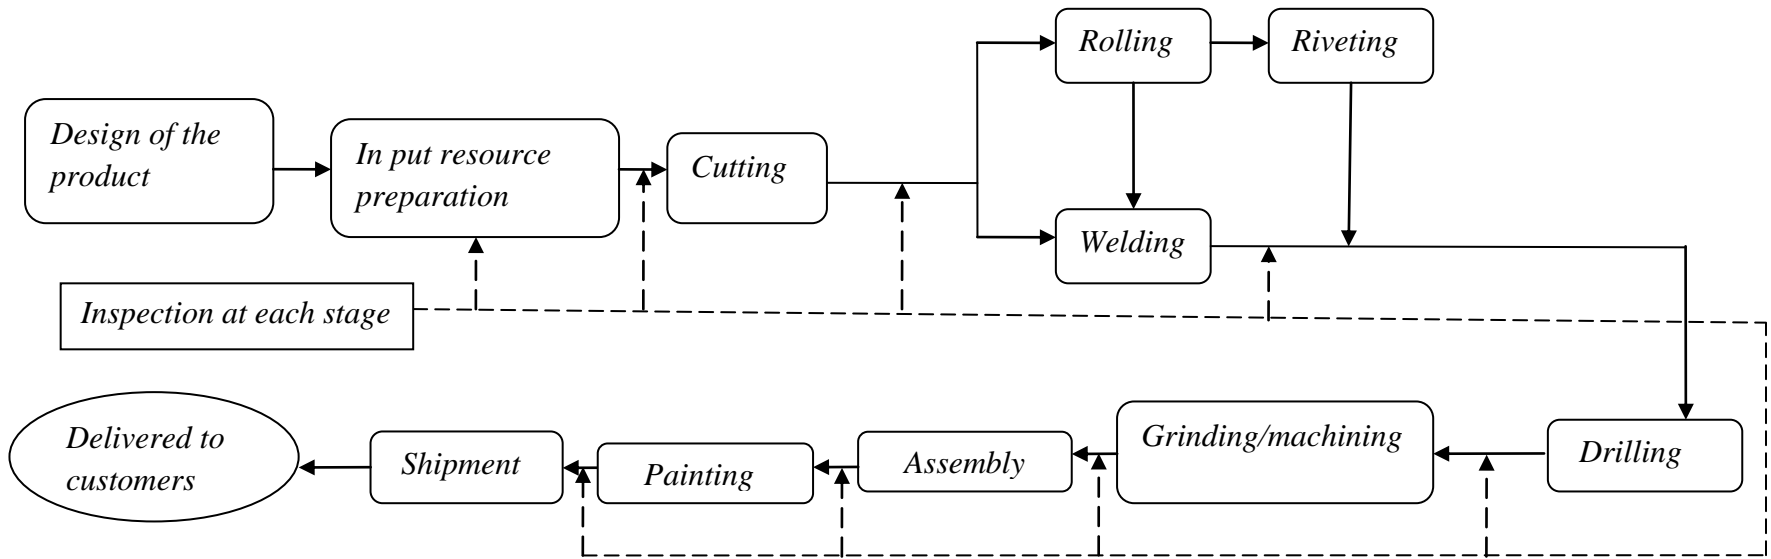 Rolling
Riveting
Design of the
product
In put resource
preparation
Cutting
Welding
Inspection at each stage
Delivered to
customers
Shipment
Painting
Assembly
Grinding/machining
Drilling